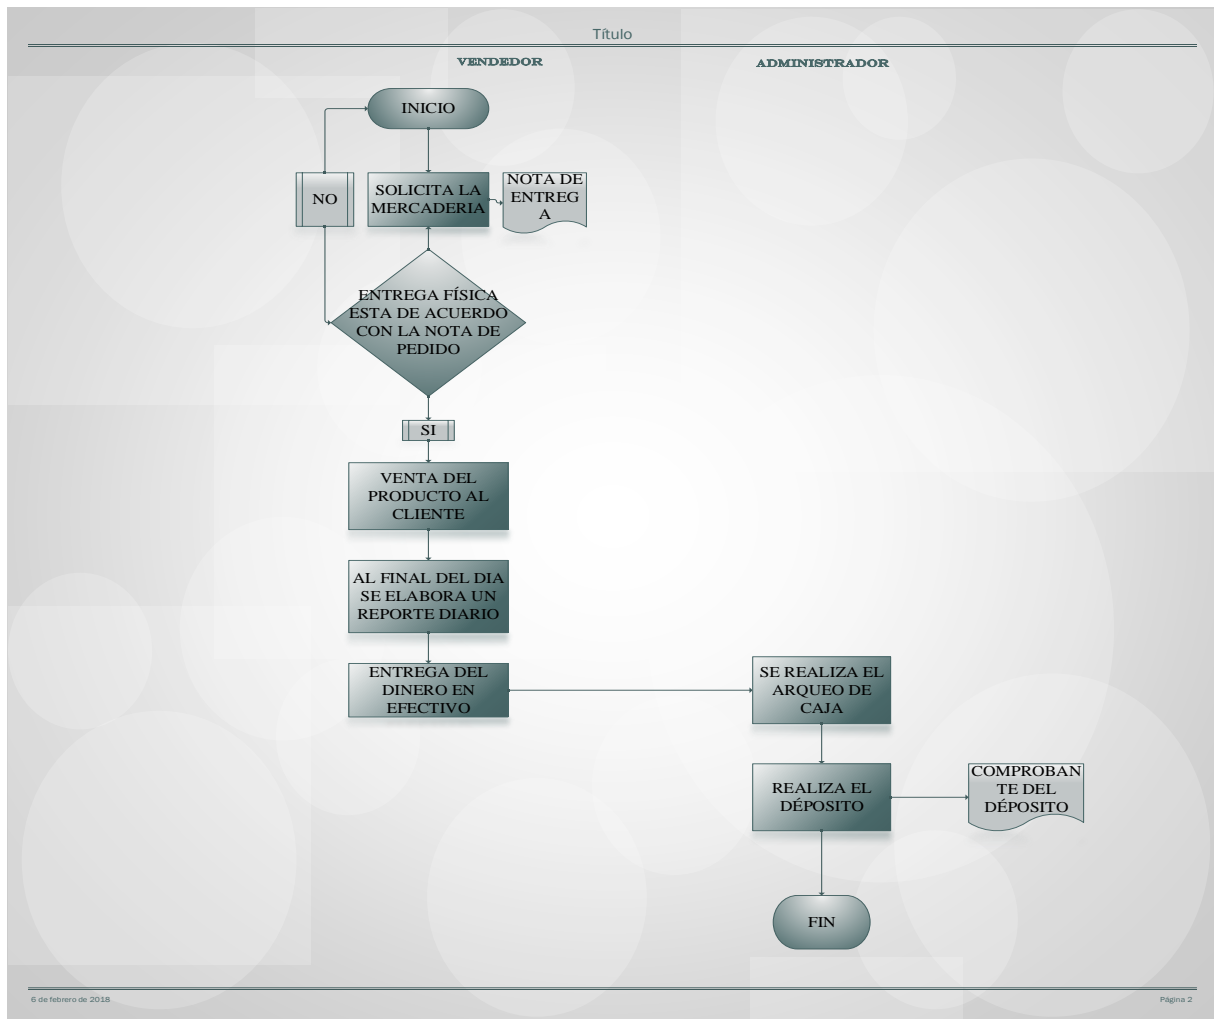 Título
VENDEDOR
ADMINISTRADOR
INICIO
NO
SOLICITA LA
MERCADERIA
NOTA DE
ENTREG
A
ENTREGA FÍSICA
ESTA DE ACUERDO
CON LA NOTA DE
PEDIDO
SI
VENTA DEL
PRODUCTO AL
CLIENTE
AL FINAL DEL DIA
SE ELABORA UN
REPORTE DIARIO
ENTREGA DEL
DINERO EN
EFECTIVO
SE REALIZA EL
ARQUEO DE
CAJA
REALIZA EL
DÉPOSITO
COMPROBAN
TE DEL
DÉPOSITO
FIN
6 de febrero de 2018
Página 2